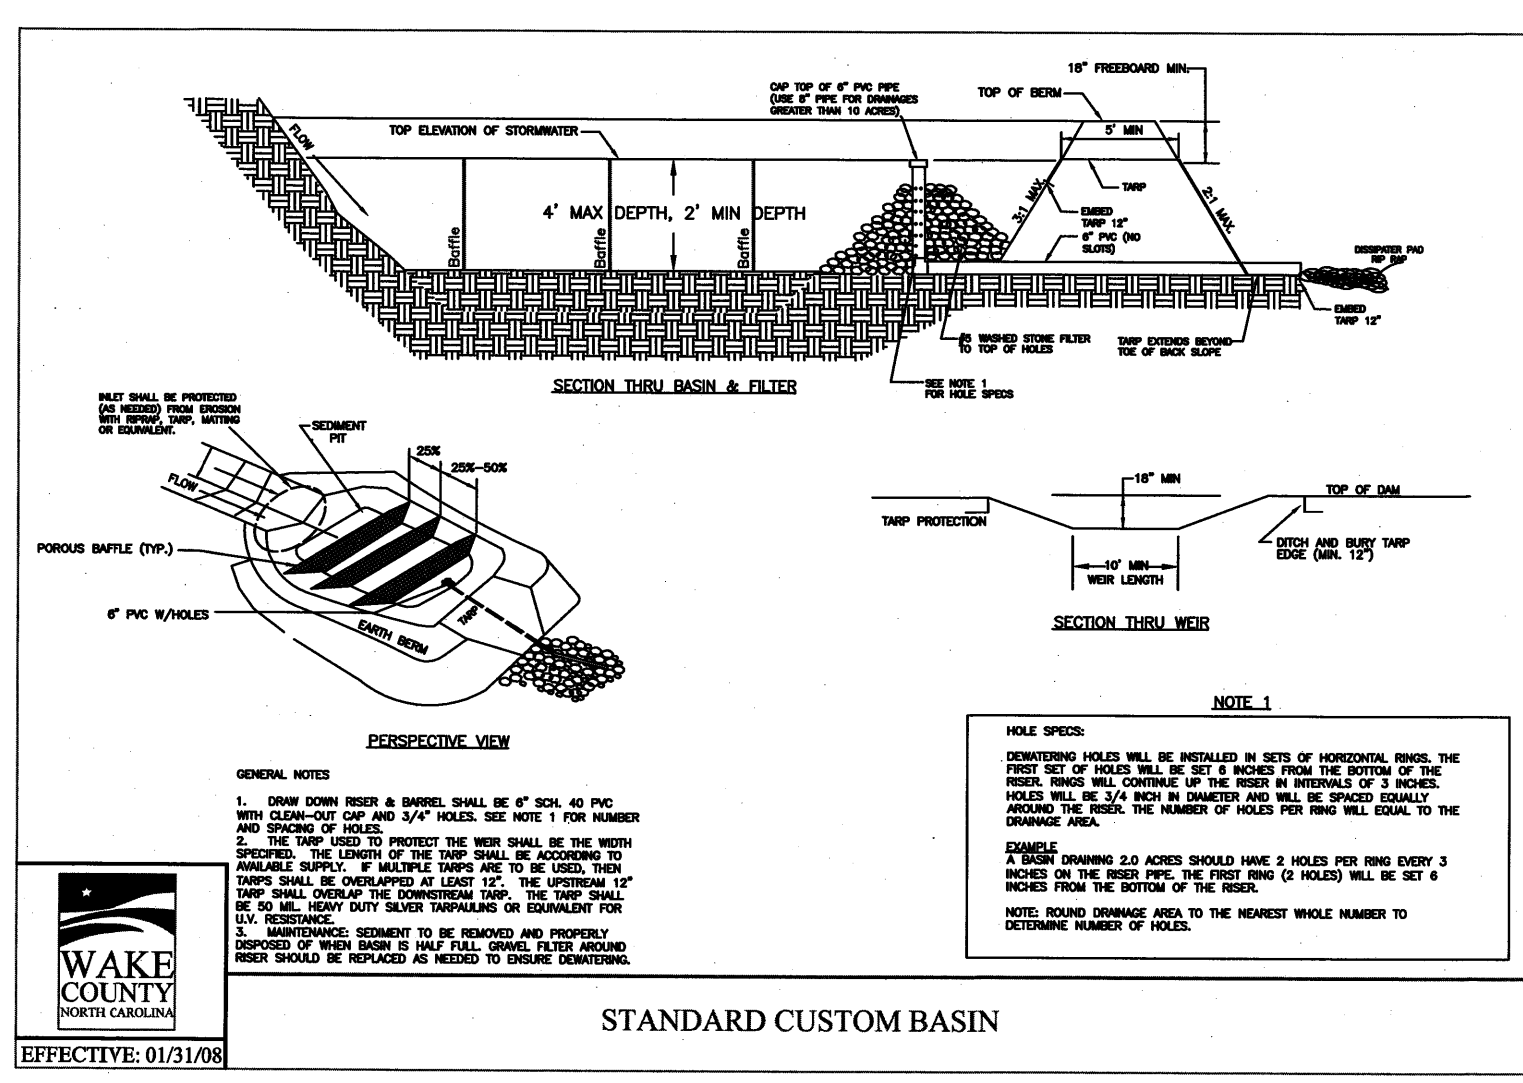 18" FREEBOARD MIN.
CAP TOP OF 6" PVC PIPE
(USE 8" PIPE FOR DRAINAGES
GREATER THAN 10 ACRES)
TOP OF BERM
FLOW
TOP ELEVATION OF STORMWATER
5' MIN
TARP
4' MAX DEPTH, 2' MIN DEPTH
3:1 MAX.
2:1 MAX.
EMBED
TARP 12"
6" PVC (NO
SLOTS)
Baffle
Baffle
Baffle
DISSIPATER PAD
RIP RAP
EMBED
TARP 12"
#5 WASHED STONE FILTER
TO TOP OF HOLES
TARP EXTENDS BEYOND
TOE OF BACK SLOPE
SEE NOTE 1
FOR HOLE SPECS
SECTION THRU BASIN & FILTER
INLET SHALL BE PROTECTED
(AS NEEDED) FROM EROSION
WITH RIPRAP, TARP, MATTING
OR EQUIVALENT.
SEDIMENT
PIT
25%
25%-50%
FLOW
POROUS BAFFLE (TYP.)
6" PVC W/HOLES
EARTH BERM
TARP
PERSPECTIVE VIEW
18" MIN
TOP OF DAM
TARP PROTECTION
DITCH AND BURY TARP
EDGE (MIN. 12")
10' MIN
WEIR LENGTH
SECTION THRU WEIR
GENERAL NOTES
1. DRAW DOWN RISER & BARREL SHALL BE 6" SCH. 40 PVC
WITH CLEAN-OUT CAP AND 3/4" HOLES. SEE NOTE 1 FOR NUMBER
AND SPACING OF HOLES.
2. THE TARP USED TO PROTECT THE WEIR SHALL BE THE WIDTH
SPECIFIED. THE LENGTH OF THE TARP SHALL BE ACCORDING TO
AVAILABLE SUPPLY. IF MULTIPLE TARPS ARE TO BE USED, THEN
TARPS SHALL BE OVERLAPPED AT LEAST 12". THE UPSTREAM 12"
TARP SHALL OVERLAP THE DOWNSTREAM TARP. THE TARP SHALL
BE 50 MIL. HEAVY DUTY SILVER TARPAULINS OR EQUIVALENT FOR
U.V. RESISTANCE.
3. MAINTENANCE: SEDIMENT TO BE REMOVED AND PROPERLY
DISPOSED OF WHEN BASIN IS HALF FULL. GRAVEL FILTER AROUND
RISER SHOULD BE REPLACED AS NEEDED TO ENSURE DEWATERING.
NOTE 1
HOLE SPECS:
DEWATERING HOLES WILL BE INSTALLED IN SETS OF HORIZONTAL RINGS. THE
FIRST SET OF HOLES WILL BE SET 6 INCHES FROM THE BOTTOM OF THE
RISER. RINGS WILL CONTINUE UP THE RISER IN INTERVALS OF 3 INCHES.
HOLES WILL BE 3/4 INCH IN DIAMETER AND WILL BE SPACED EQUALLY
AROUND THE RISER. THE NUMBER OF HOLES PER RING WILL EQUAL TO THE
DRAINAGE AREA.
EXAMPLE
A BASIN DRAINING 2.0 ACRES SHOULD HAVE 2 HOLES PER RING EVERY 3
INCHES ON THE RISER PIPE. THE FIRST RING (2 HOLES) WILL BE SET 6
INCHES FROM THE BOTTOM OF THE RISER.
NOTE: ROUND DRAINAGE AREA TO THE NEAREST WHOLE NUMBER TO
DETERMINE NUMBER OF HOLES.
WAKE
COUNTY
NORTH CAROLINA
EFFECTIVE: 01/31/08
STANDARD CUSTOM BASIN